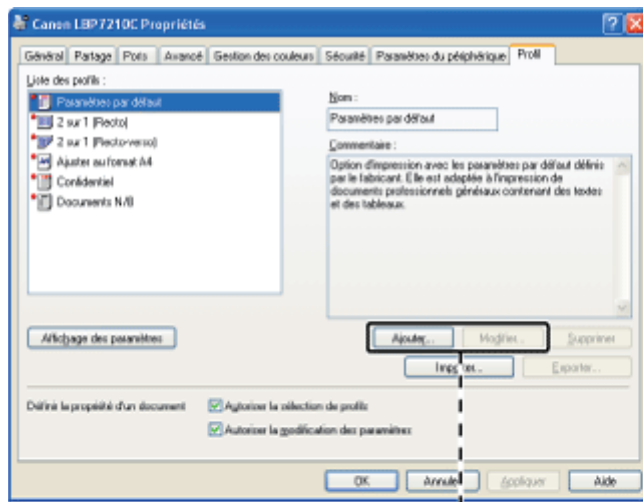 Canon LBP7210C Propriétés
Général Partage Ports Avancé Gestion des couleurs Sécurité Paramètres du périphérique Profil
Liste des profils :
Paramètres par défaut
2 sur 1 (Recto)
2 sur 1 (Recto-verso)
Ajuster au format A4
Confidentiel
Documents N/B
Nom :
Paramètres par défaut
Commentaire :
Option d'impression avec les paramètres par défaut définis
par le fabricant. Elle est adaptée à l'impression de
documents professionnels généraux contenant des textes
et des tableaux.
Affichage des paramètres
Ajouter... Modifier... Supprimer
Importer... Exporter...
Définir la propriété d'un document
Autoriser la sélection de profils
Autoriser la modification des paramètres
OK Annuler Appliquer Aide